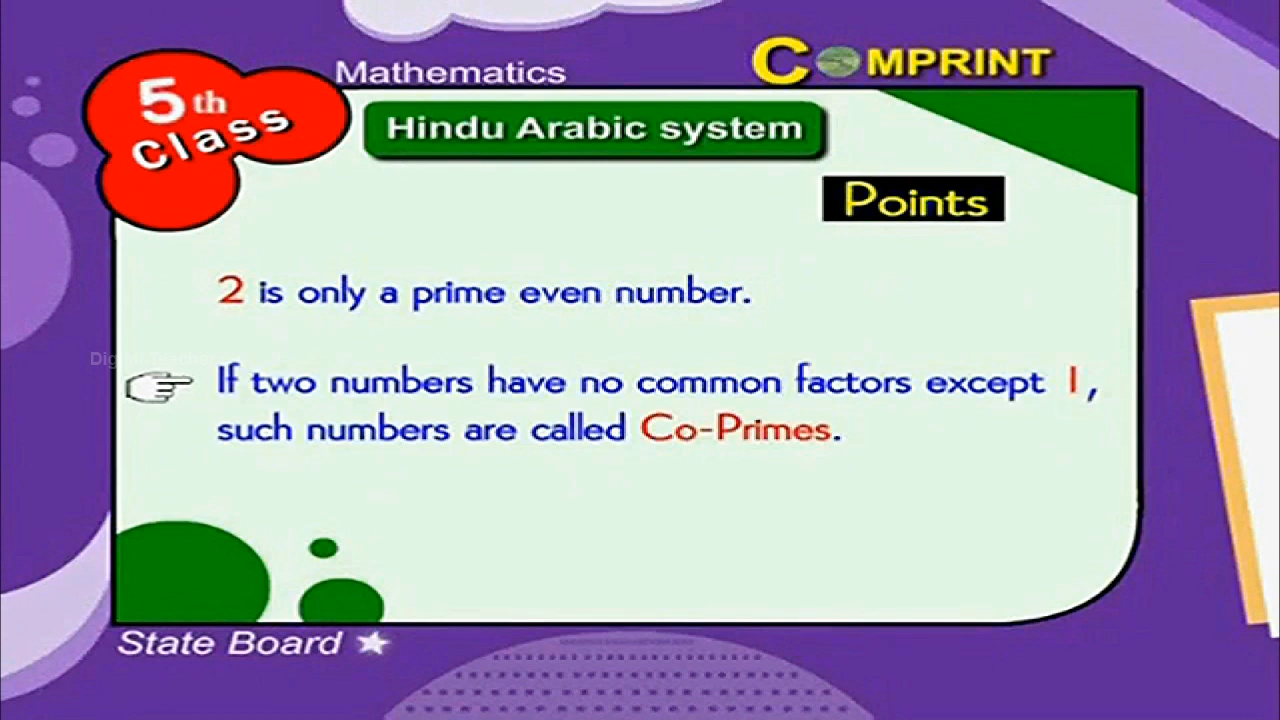 Mathematics
COMPRINT
5th
Class
Hindu Arabic system
Points
2 is only a prime even number.
If two numbers have no common factors except 1,
such numbers are called Co-Primes.
State Board